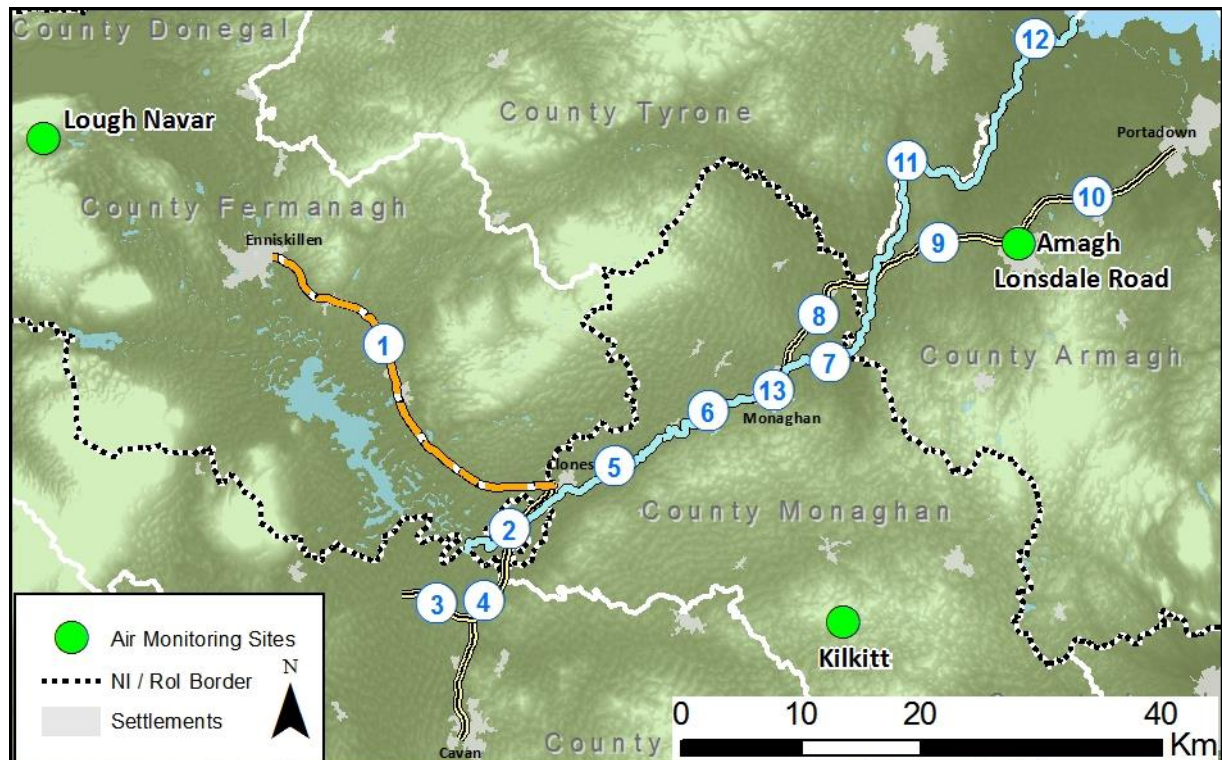 County Donegal
12
Lough Navar
County Tyrone
Portadown
11
County Fermanagh
10
Enniskillen
9
Amagh
Lonsdale Road
8
1
7
County Armagh
13
6
Monaghan
Clones
5
County Monaghan
2
3
4
Kilkitt
Air Monitoring Sites
N
NI / RoI Border
Settlements
Cavan
County
0
10
20
40
Km